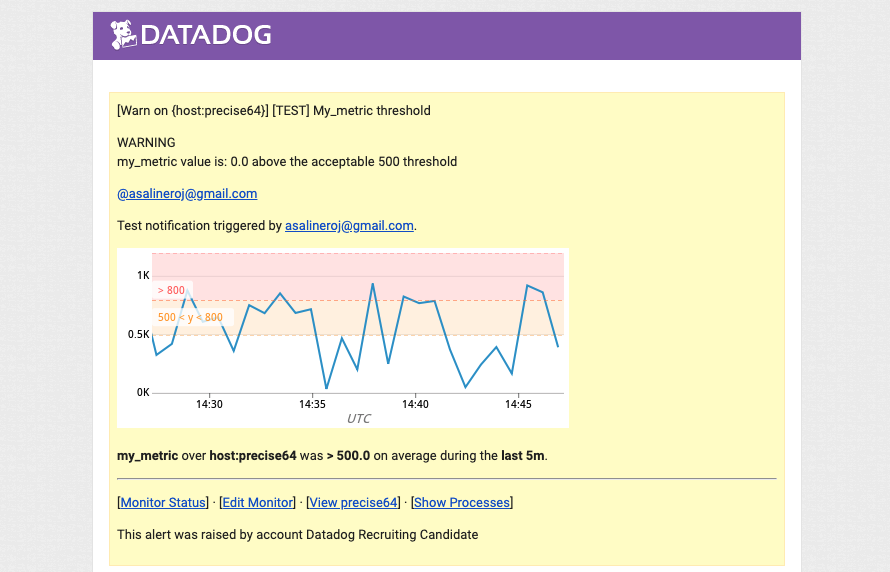 DATADOG
[Warn on {host:precise64}] [TEST] My_metric threshold
WARNING
my_metric value is: 0.0 above the acceptable 500 threshold
@asalineroj@gmail.com
Test notification triggered by asalineroj@gmail.com.
1K
> 800
500 < y < 800
0.5K
0K
14:30 14:35 14:40 14:45
UTC
my_metric over host:precise64 was > 500.0 on average during the last 5m.
[Monitor Status] · [Edit Monitor] · [View precise64] · [Show Processes]
This alert was raised by account Datadog Recruiting Candidate